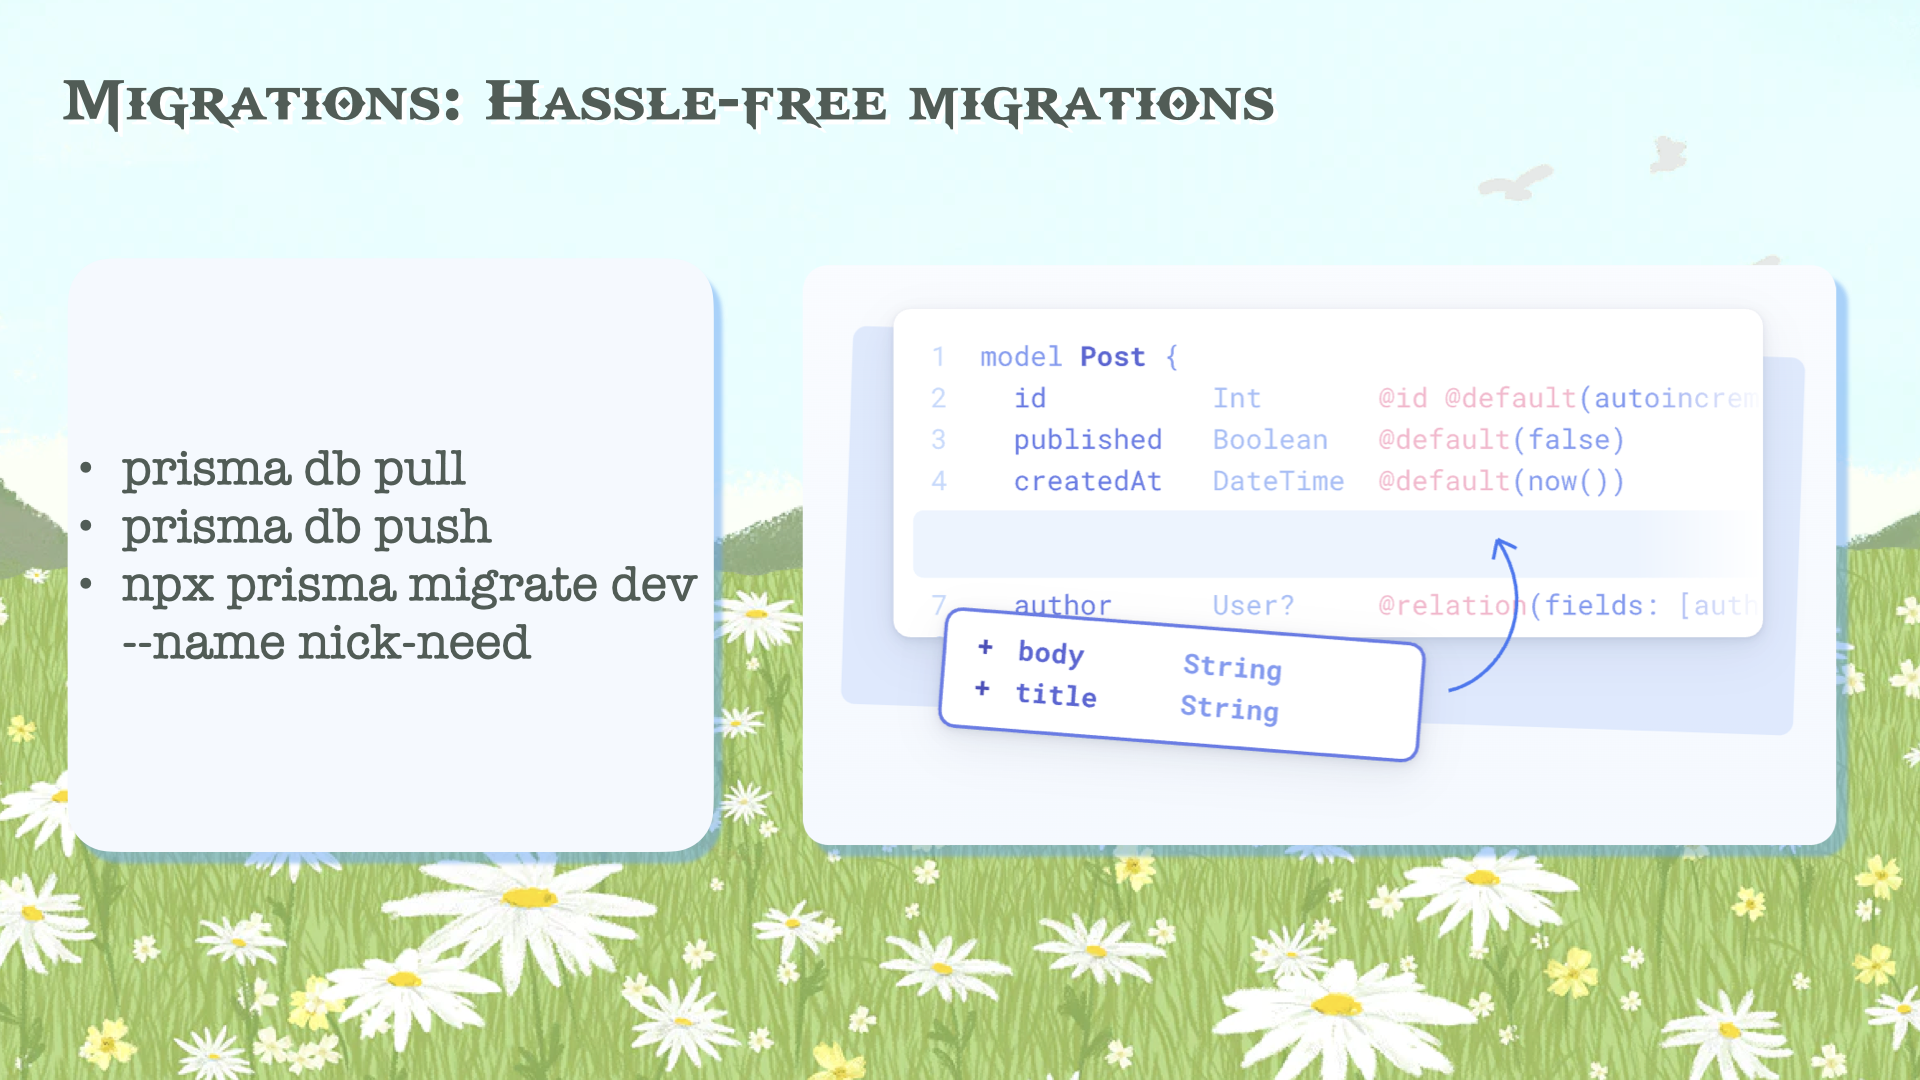 Migrations: Hassle-free migrations
• prisma db pull
• prisma db push
• npx prisma migrate dev
--name nick-need
1 model Post {
2 id Int @id @default(autoincrem
3 published Boolean @default(false)
4 createdAt DateTime @default(now())
7 author User? @relation(fields: [auth
+ body String
+ title String